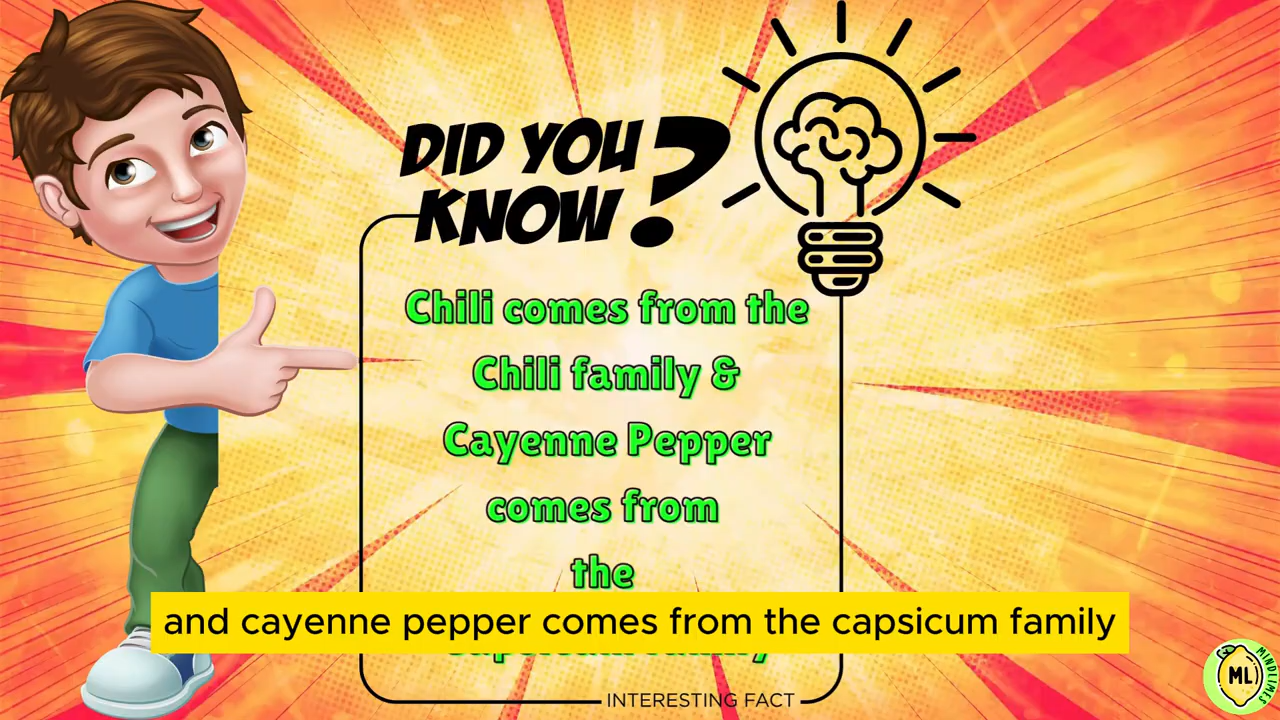 DID YOU
KNOW?
Chili comes from the
Chili family &
Cayenne Pepper
comes from
the
and cayenne pepper comes from the capsicum family
INTERESTING FACT
ML
MINDLIMES